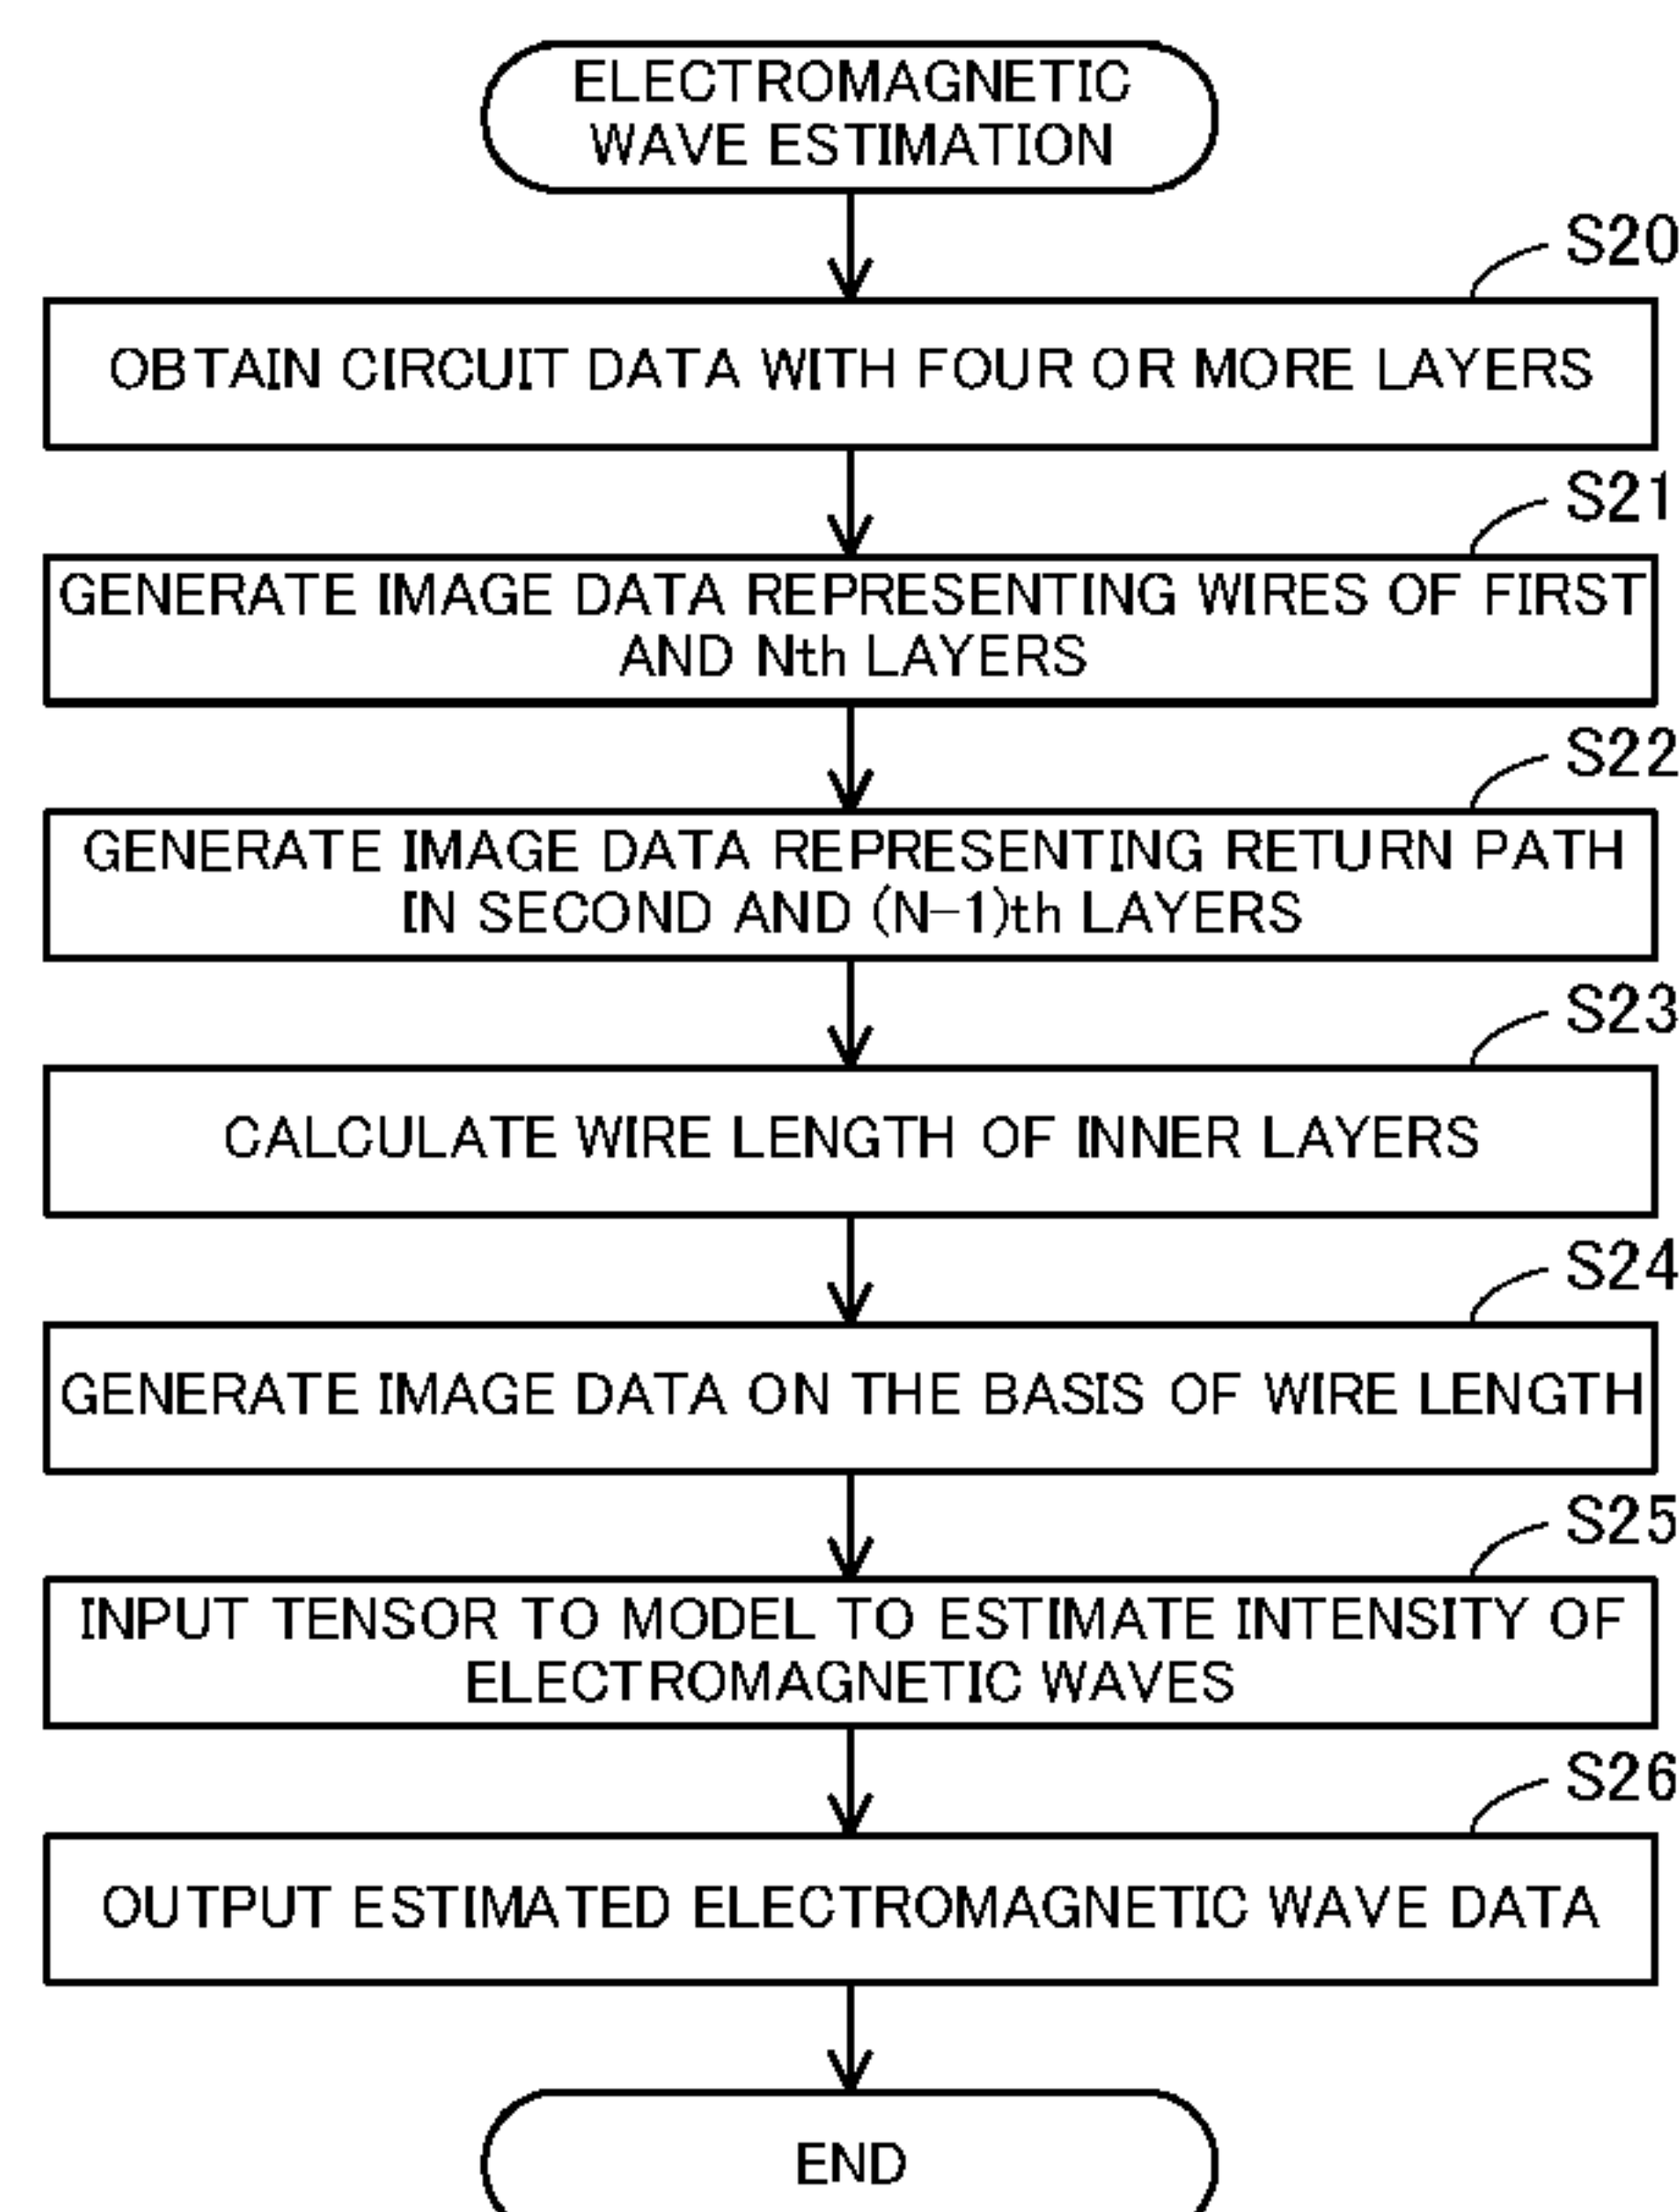 ELECTROMAGNETIC
WAVE ESTIMATION
S20
OBTAIN CIRCUIT DATA WITH FOUR OR MORE LAYERS
S21
GENERATE IMAGE DATA REPRESENTING WIRES OF FIRST
AND Nth LAYERS
S22
GENERATE IMAGE DATA REPRESENTING RETURN PATH
IN SECOND AND (N-1)th LAYERS
S23
CALCULATE WIRE LENGTH OF INNER LAYERS
S24
GENERATE IMAGE DATA ON THE BASIS OF WIRE LENGTH
S25
INPUT TENSOR TO MODEL TO ESTIMATE INTENSITY OF
ELECTROMAGNETIC WAVES
S26
OUTPUT ESTIMATED ELECTROMAGNETIC WAVE DATA
END